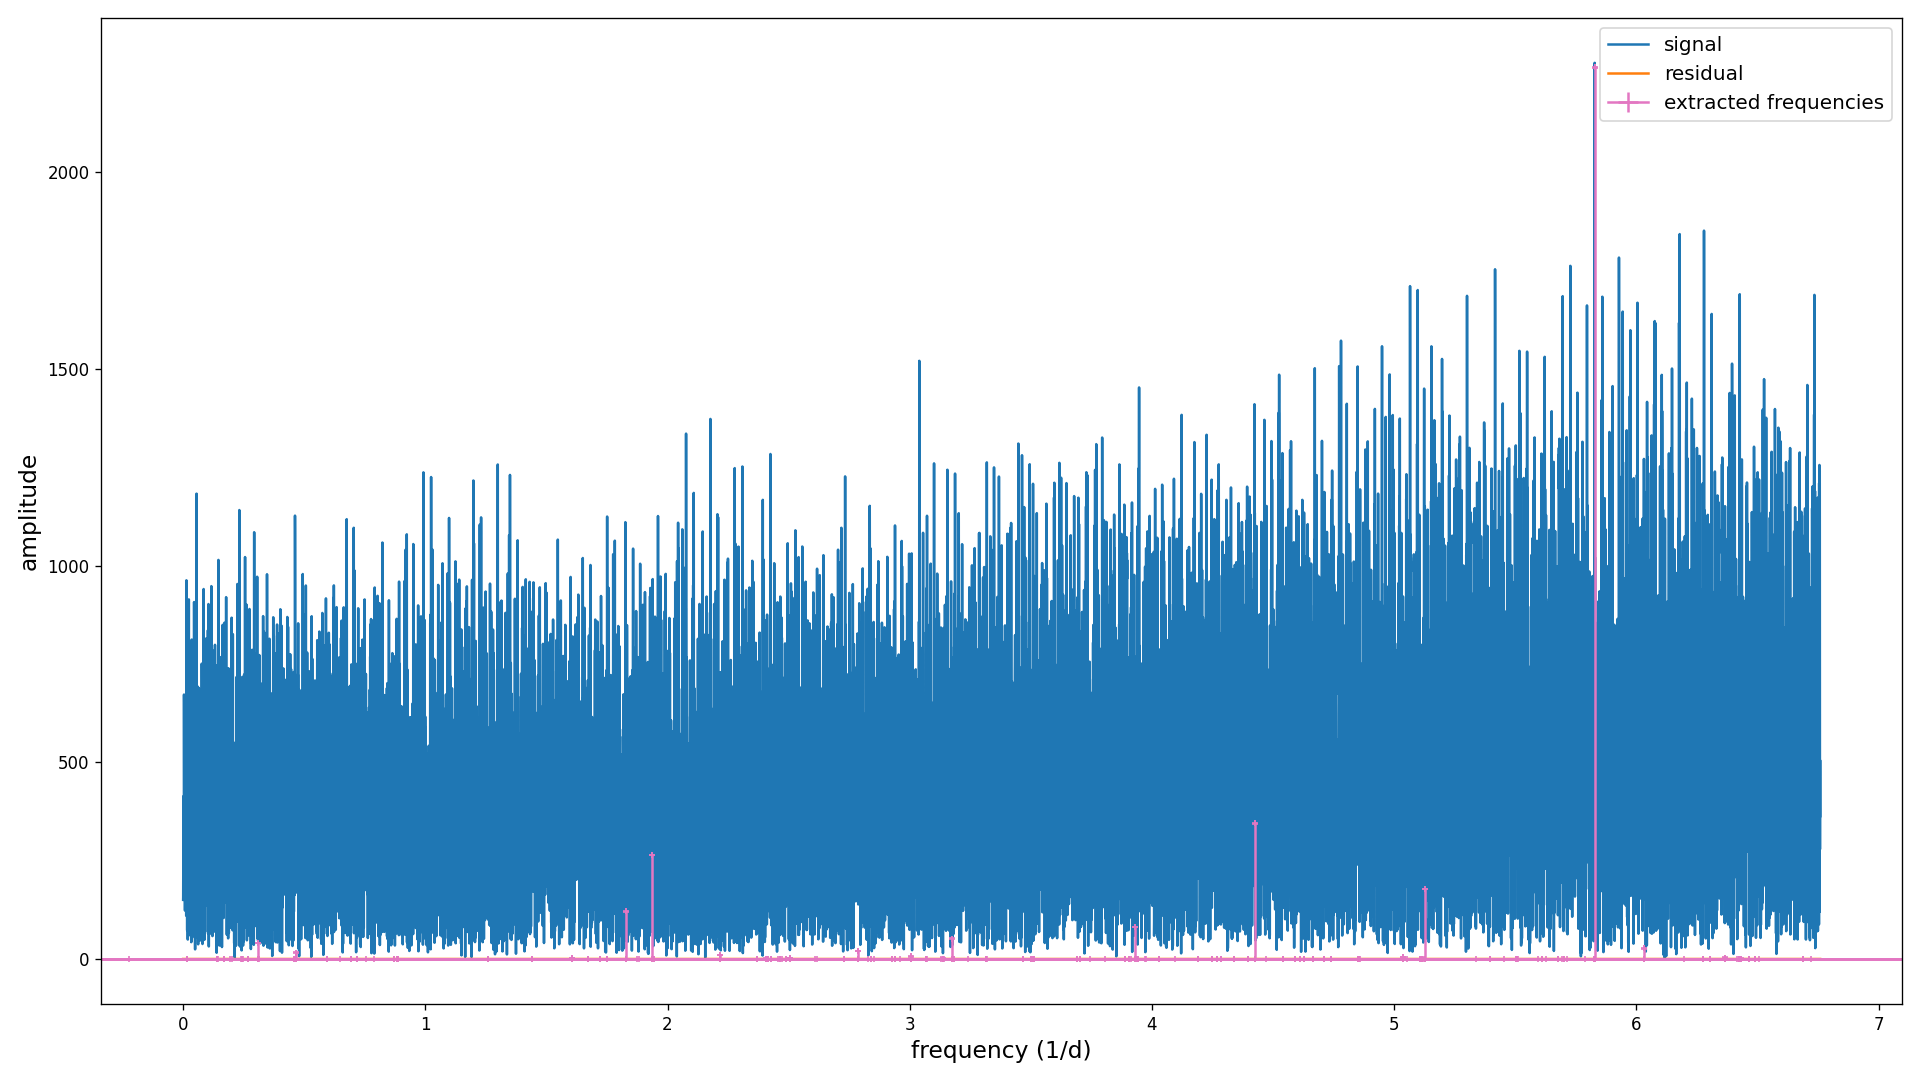 signal
residual
extracted frequencies
amplitude
2000
1500
1000
500
0
0 1 2 3 4 5 6 7
frequency (1/d)